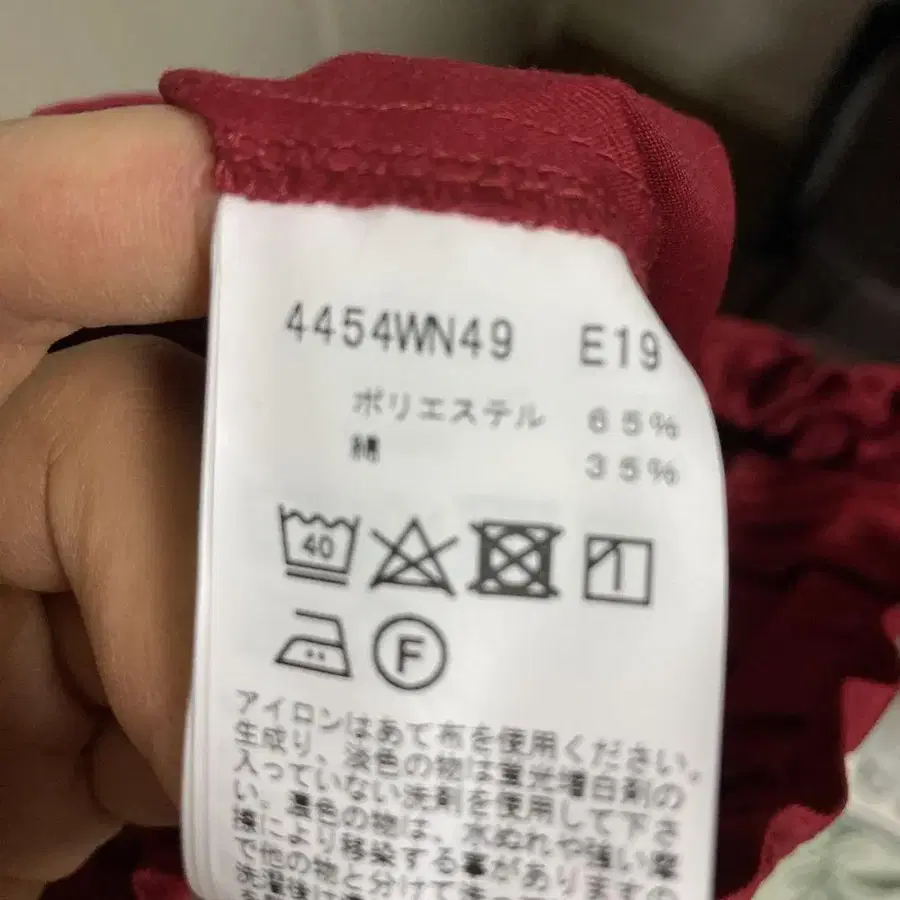 4454WN49 E19
ポリエステル 65%
綿 35%
40
F
アイロンはあて布を使用ください。
生成り、淡色の物は蛍光増白剤の
入っていない洗剤を使用して下さ
い。濃色の物は、水ぬれや強い摩
擦により移染する事があります
で他の物と分けて